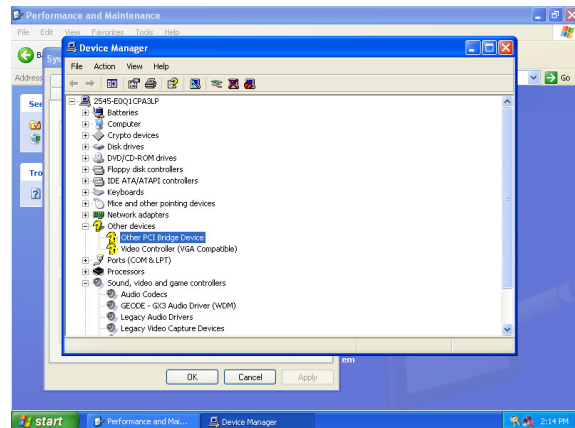 Performance and Maintenance
File Edit View Favorites Tools Help
Device Manager
File Action View Help
Address
Go
2545-E0Q1CPA3LP
Batteries
Computer
Crypto devices
Disk drives
DVD/CD-ROM drives
Floppy disk controllers
IDE ATA/ATAPI controllers
Keyboards
Mice and other pointing devices
Network adapters
Other devices
Other PCI Bridge Device
Video Controller (VGA Compatible)
Ports (COM & LPT)
Processors
Sound, video and game controllers
Audio Codecs
GEODE - GX3 Audio Driver (WDM)
Legacy Audio Drivers
Legacy Video Capture Devices
See
Tro
Sys
em
OK Cancel Apply
start Performance and Mai... Device Manager 2:14 PM